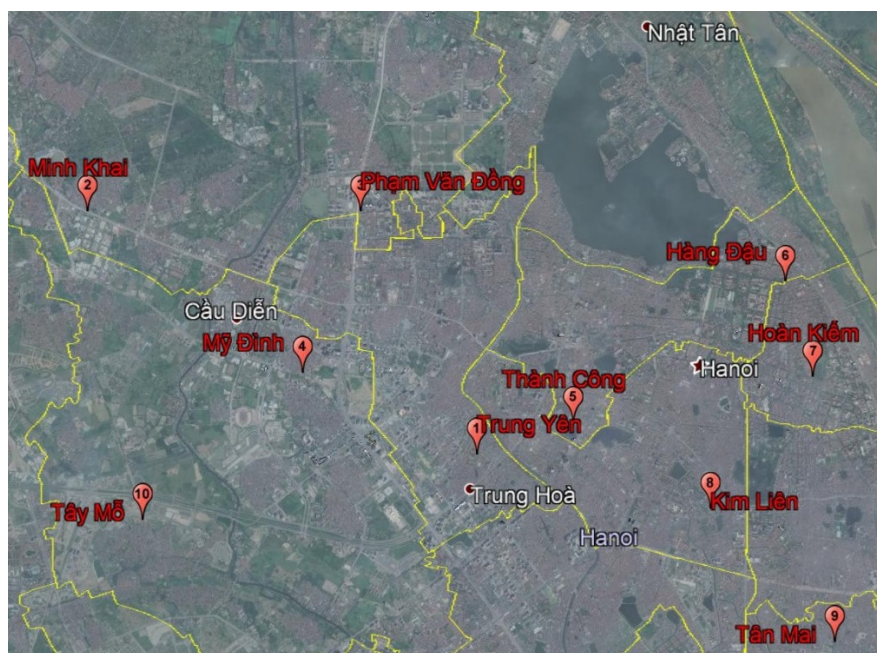 Nhật Tân
Minh Khai
2
3
Phạm Văn Đồng
Hàng Đậu
6
Cầu Diễn
Mỹ Đình
4
Hoàn Kiếm
7
Hanoi
Thành Công
5
1
Trung Yên
Trung Hoà
8
Kim Liên
10
Tây Mỗ
Hanoi
9
Tân Mai